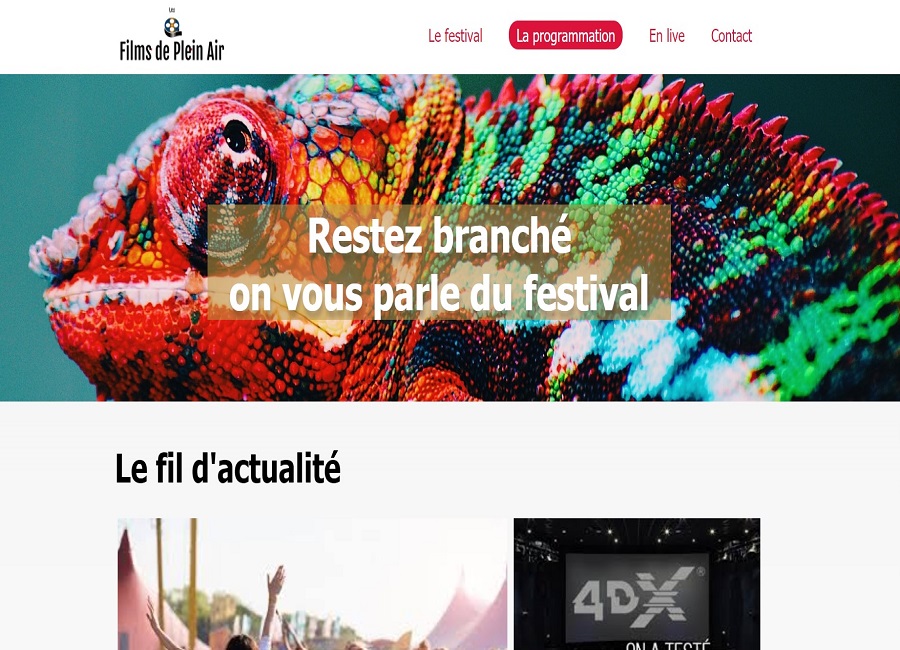 Les
Films de Plein Air
Le festival
La programmation
En live
Contact
Restez branché
on vous parle du festival
Le fil d'actualité
4DX®
ON A TESTÉ